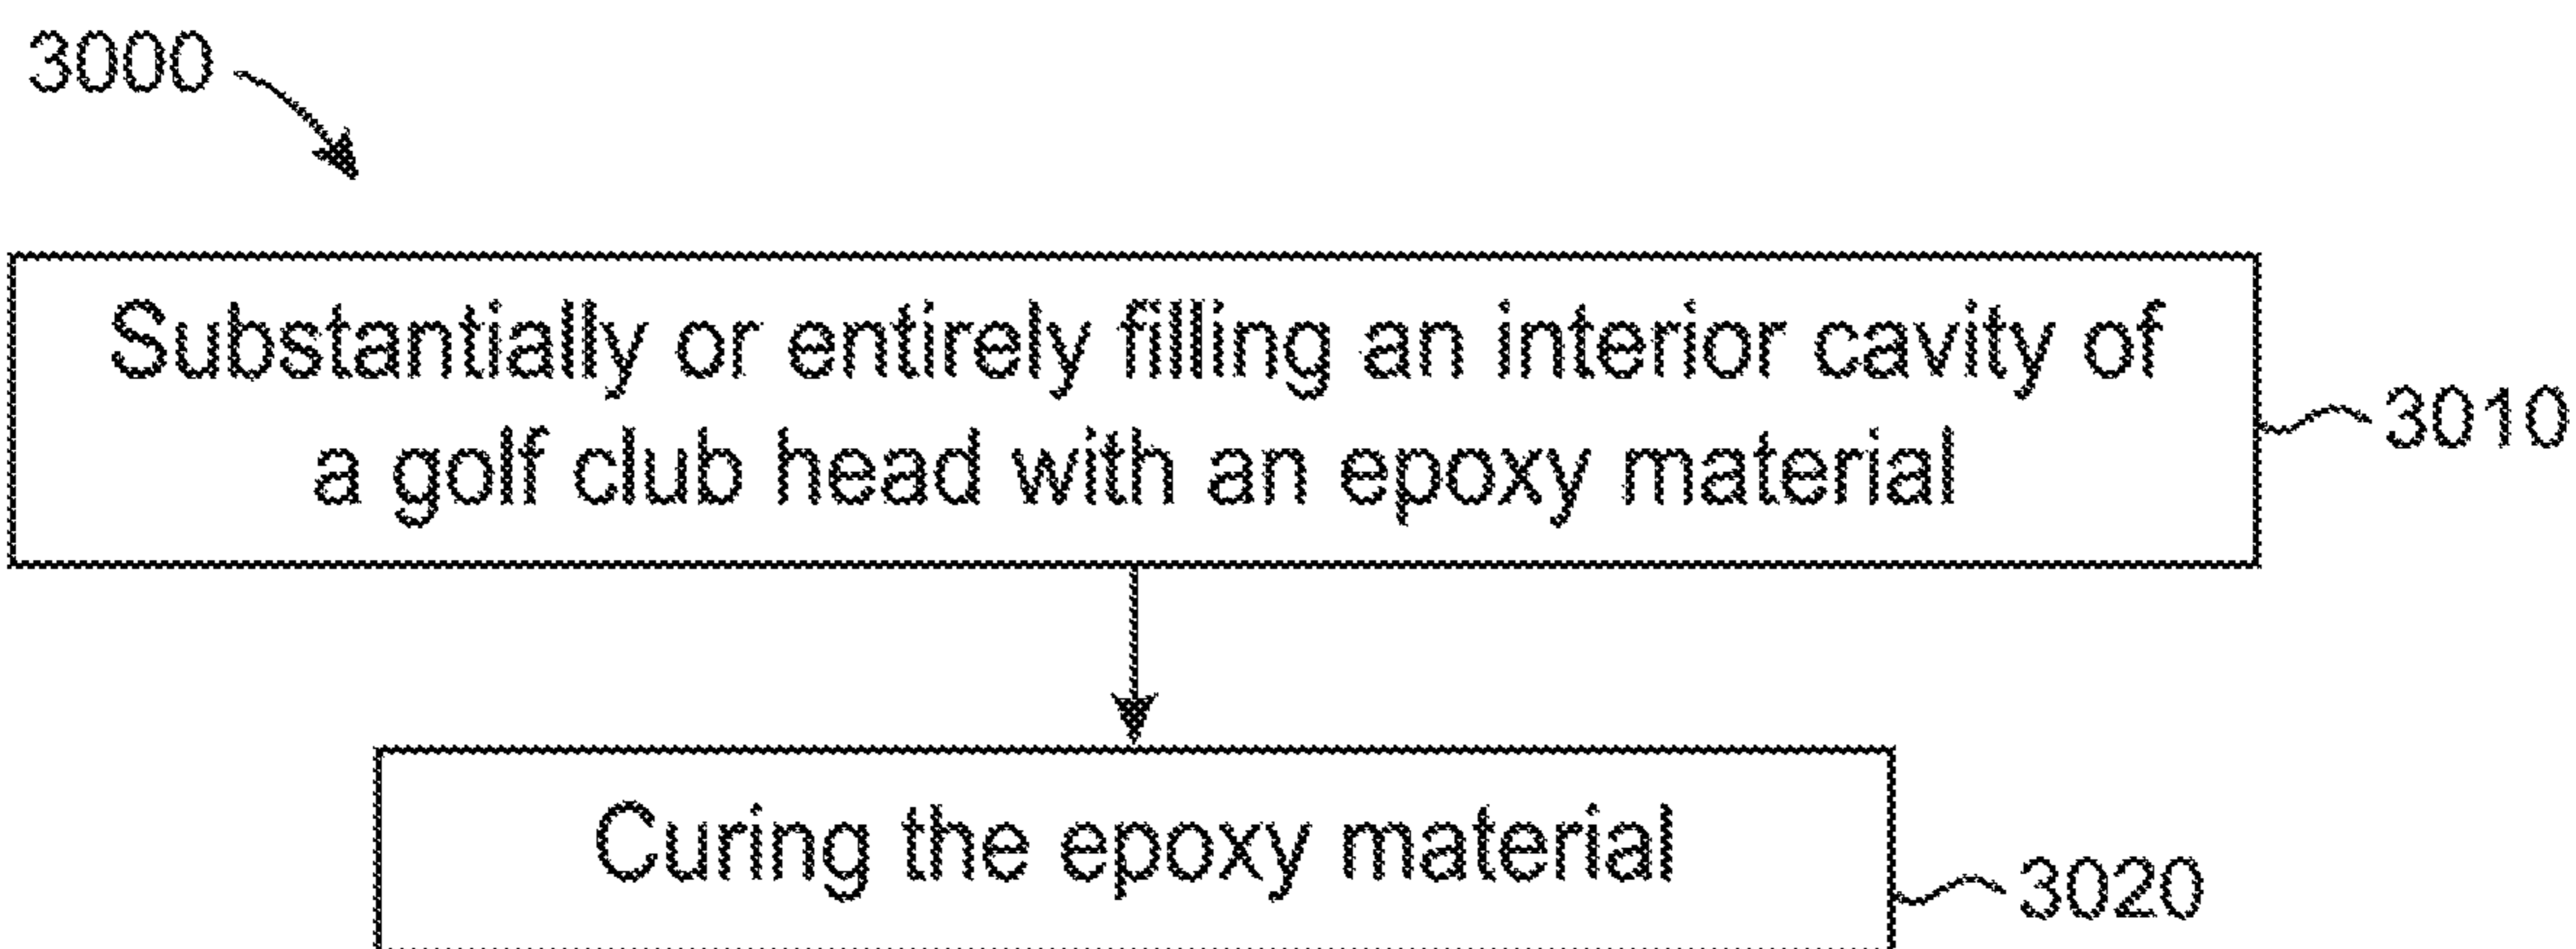 3000
Substantially or entirely filling an interior cavity of
a golf club head with an epoxy material
3010
Curing the epoxy material
3020